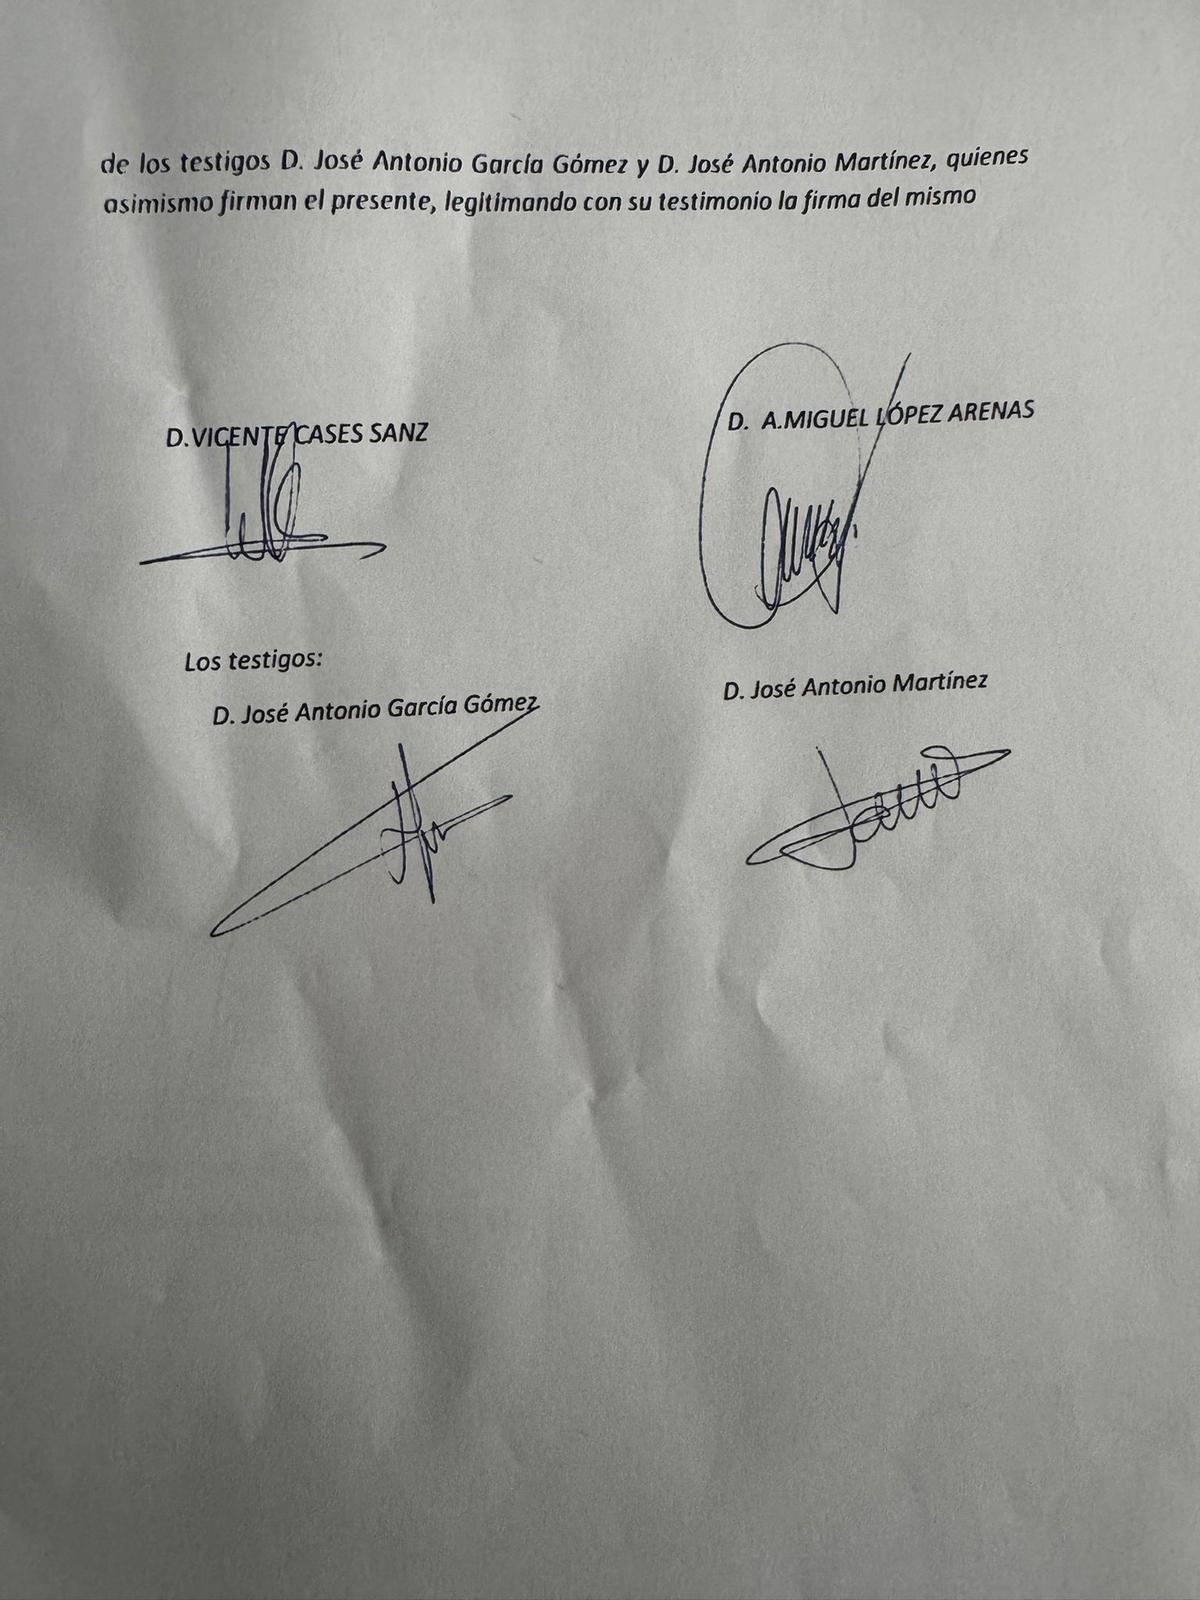 de los testigos D. José Antonio García Gómez y D. José Antonio Martínez, quienes
asimismo firman el presente, legitimando con su testimonio la firma del mismo
D.VICENTE CASES SANZ
D. A.MIGUEL LÓPEZ ARENAS
Los testigos:
D. José Antonio García Gómez
D. José Antonio Martínez